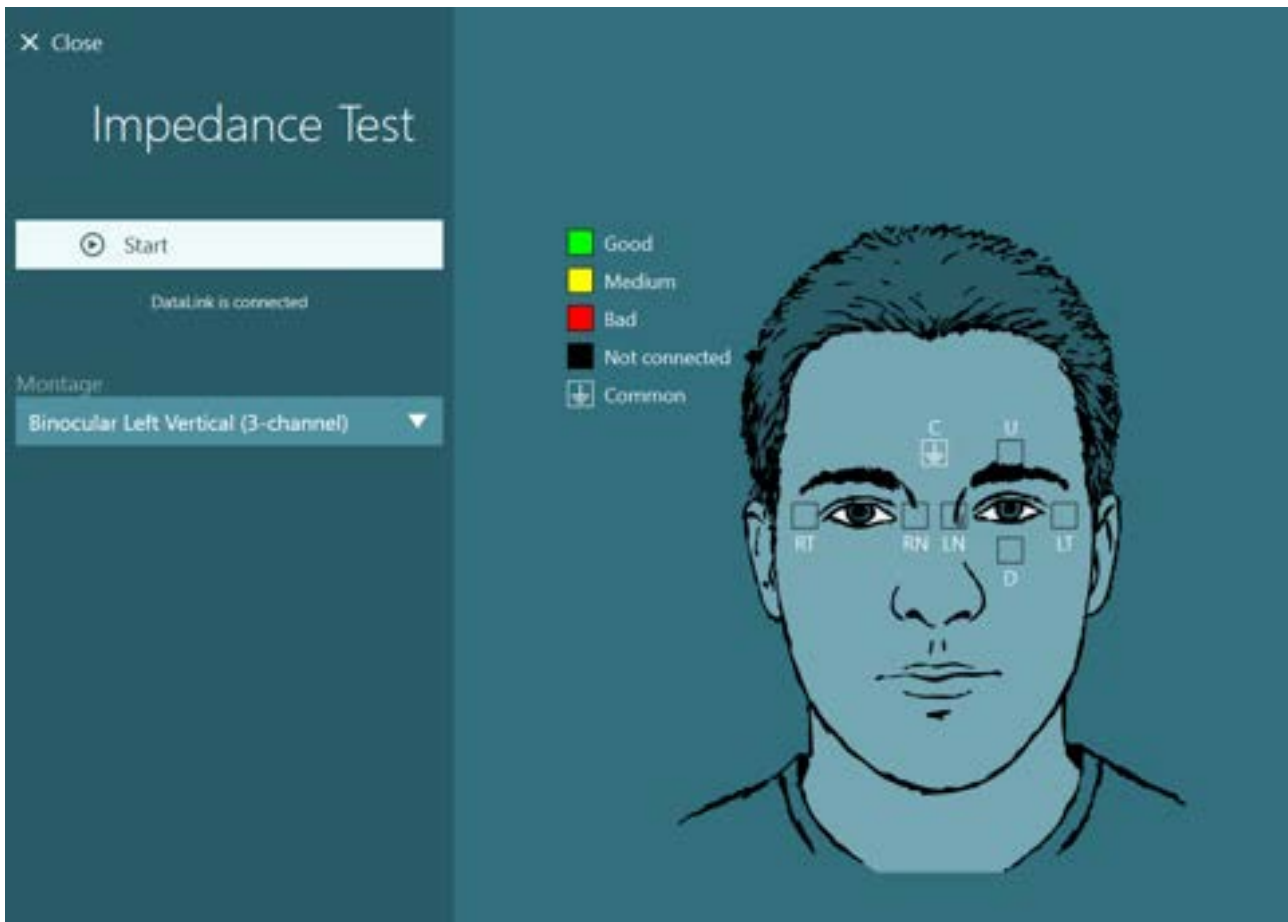 Close
Impedance Test
Start
DataLink is connected
Montage
Binocular Left Vertical (3-channel)
Good
Medium
Bad
Not connected
Common
C U
RT RN LN LT
D